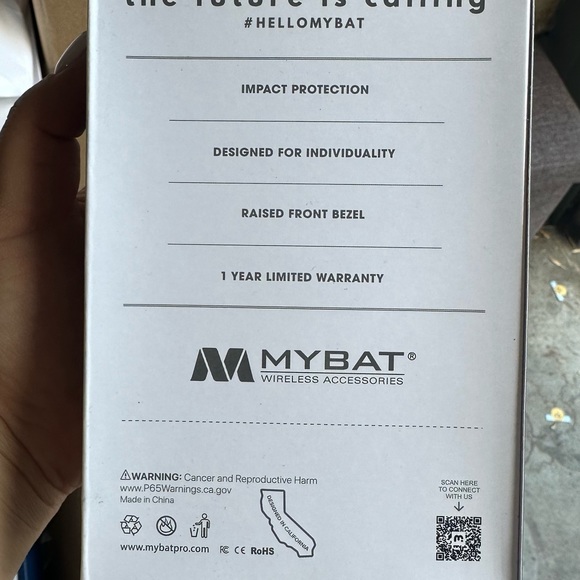 the future is calling
#HELLOMYBAT
IMPACT PROTECTION
DESIGNED FOR INDIVIDUALITY
RAISED FRONT BEZEL
1 YEAR LIMITED WARRANTY
MYBAT®
WIRELESS ACCESSORIES
⚠WARNING: Cancer and Reproductive Harm
www.P65Warnings.ca.gov
Made in China
DESIGNED IN CALIFORNIA
www.mybatpro.com FC CE RoHS
SCAN HERE
TO CONNECT
WITH US